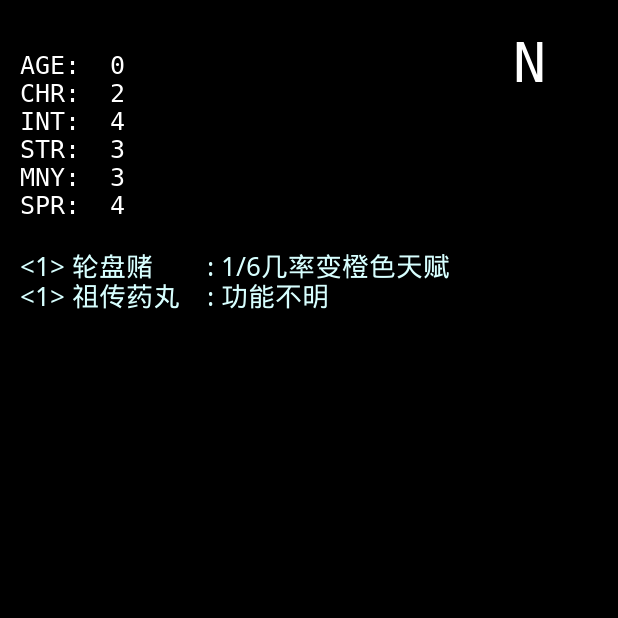 N
AGE: 0
CHR: 2
INT: 4
STR: 3
MNY: 3
SPR: 4
<1> 轮盘赌 : 1/6几率变橙色天赋
<1> 祖传药丸 : 功能不明